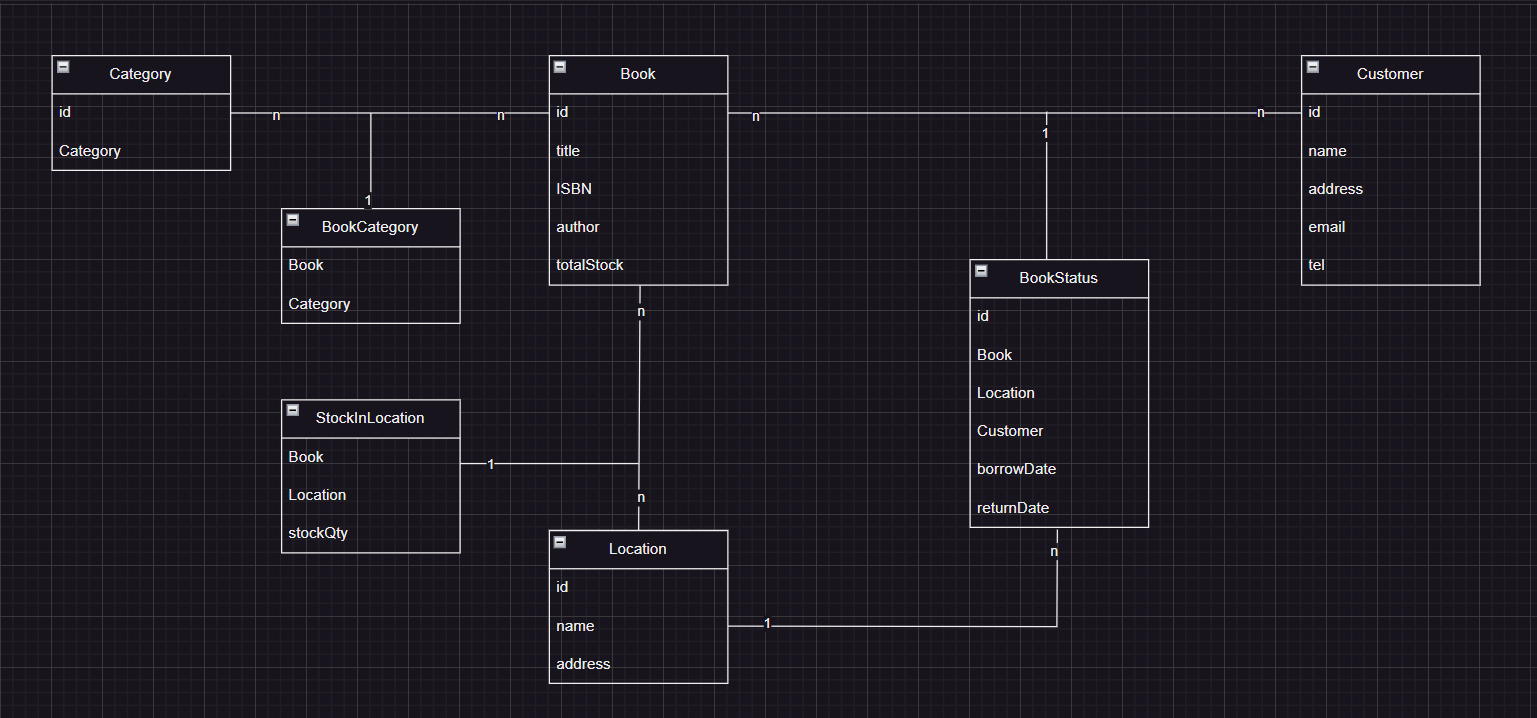 Category
id
Category
n
n
1
BookCategory
Book
Category
Book
id
title
ISBN
author
totalStock
n
n
1
Customer
id
name
address
email
tel
BookStatus
id
Book
Location
Customer
borrowDate
returnDate
n
n
1
n
StockInLocation
Book
Location
stockQty
Location
id
name
address
1